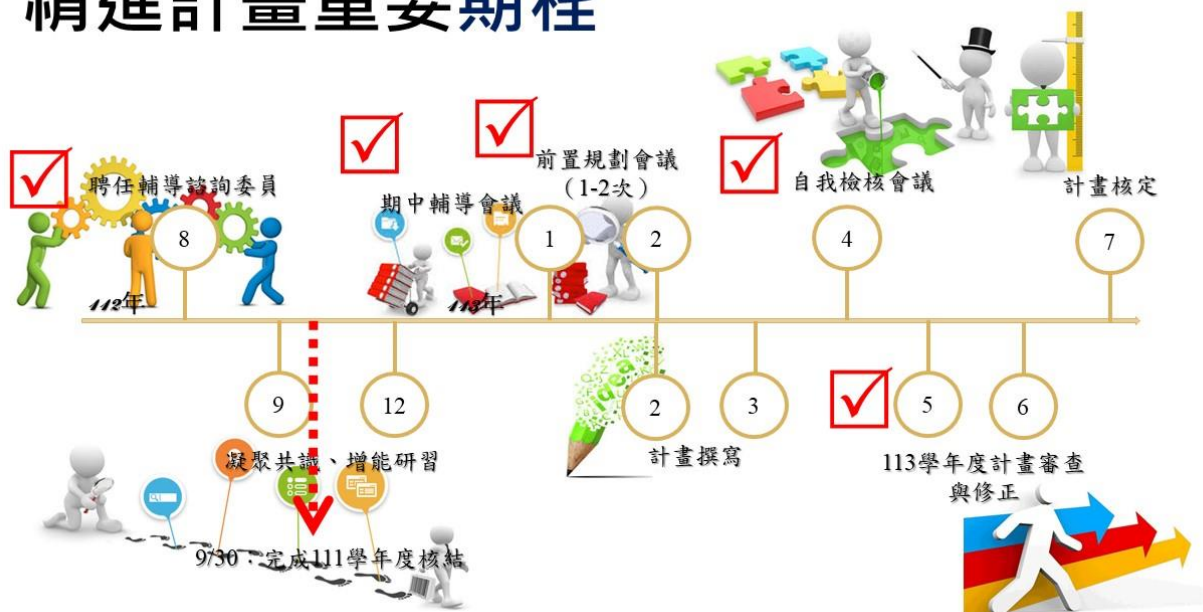 精進計畫重要期程
聘任輔導諮詢委員
期中輔導會議
前置規劃會議
（1-2次）
自我檢核會議
計畫核定
8
1
2
4
7
112年
113年
9
12
2
3
5
6
idea
凝聚共識、增能研習
計畫撰寫
113學年度計畫審查
與修正
9/30：完成111學年度核結